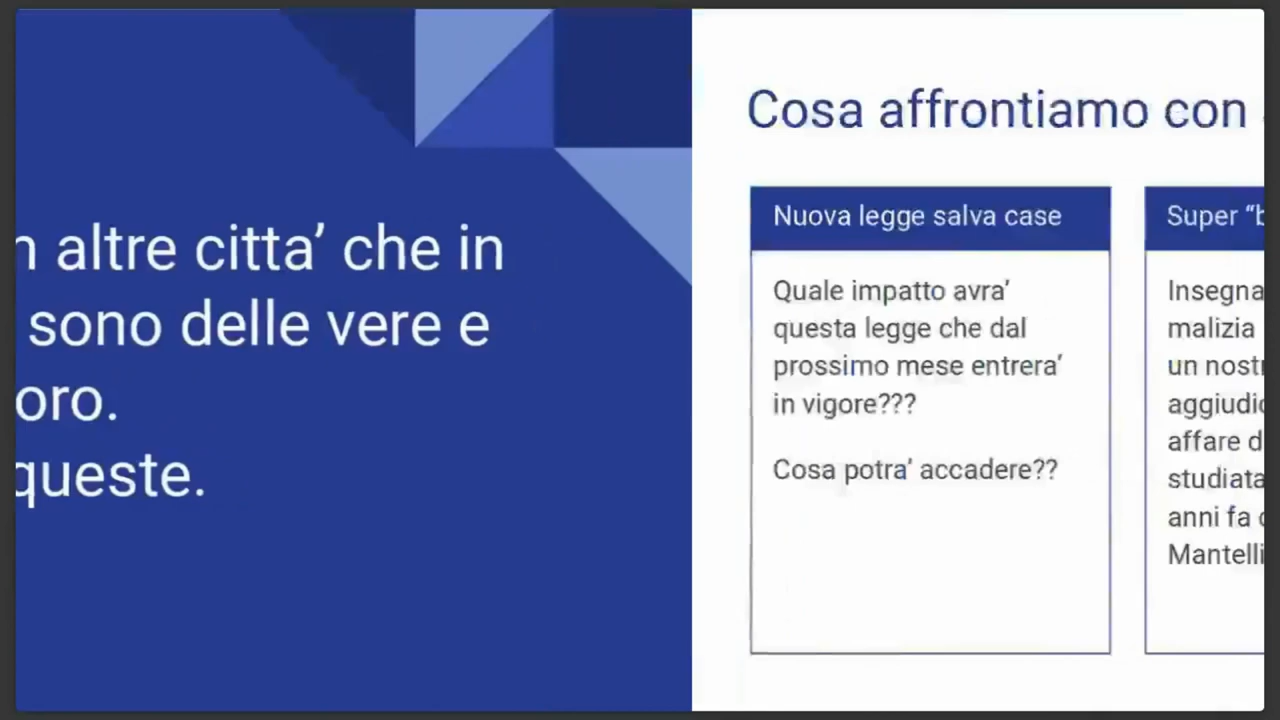 altre citta’ che in
sono delle vere e
oro.
queste.
Cosa affrontiamo con
Nuova legge salva case
Quale impatto avra’
questa legge che dal
prossimo mese entrera’
in vigore???
Cosa potra’ accadere??
Super “b
Insegna
malizia
un nostr
aggiudic
affare d
studiata
anni fa
Mantelli